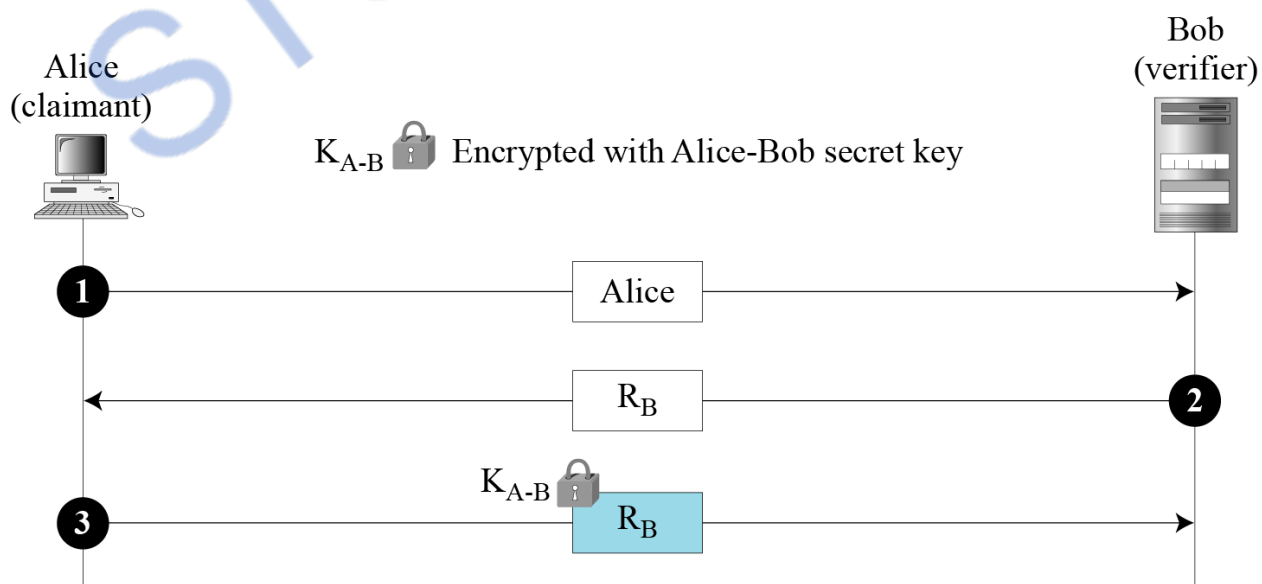 Bob
(verifier)
Alice
(claimant)
K_A-B Encrypted with Alice-Bob secret key
1 Alice
R_B 2
K_A-B
3 R_B